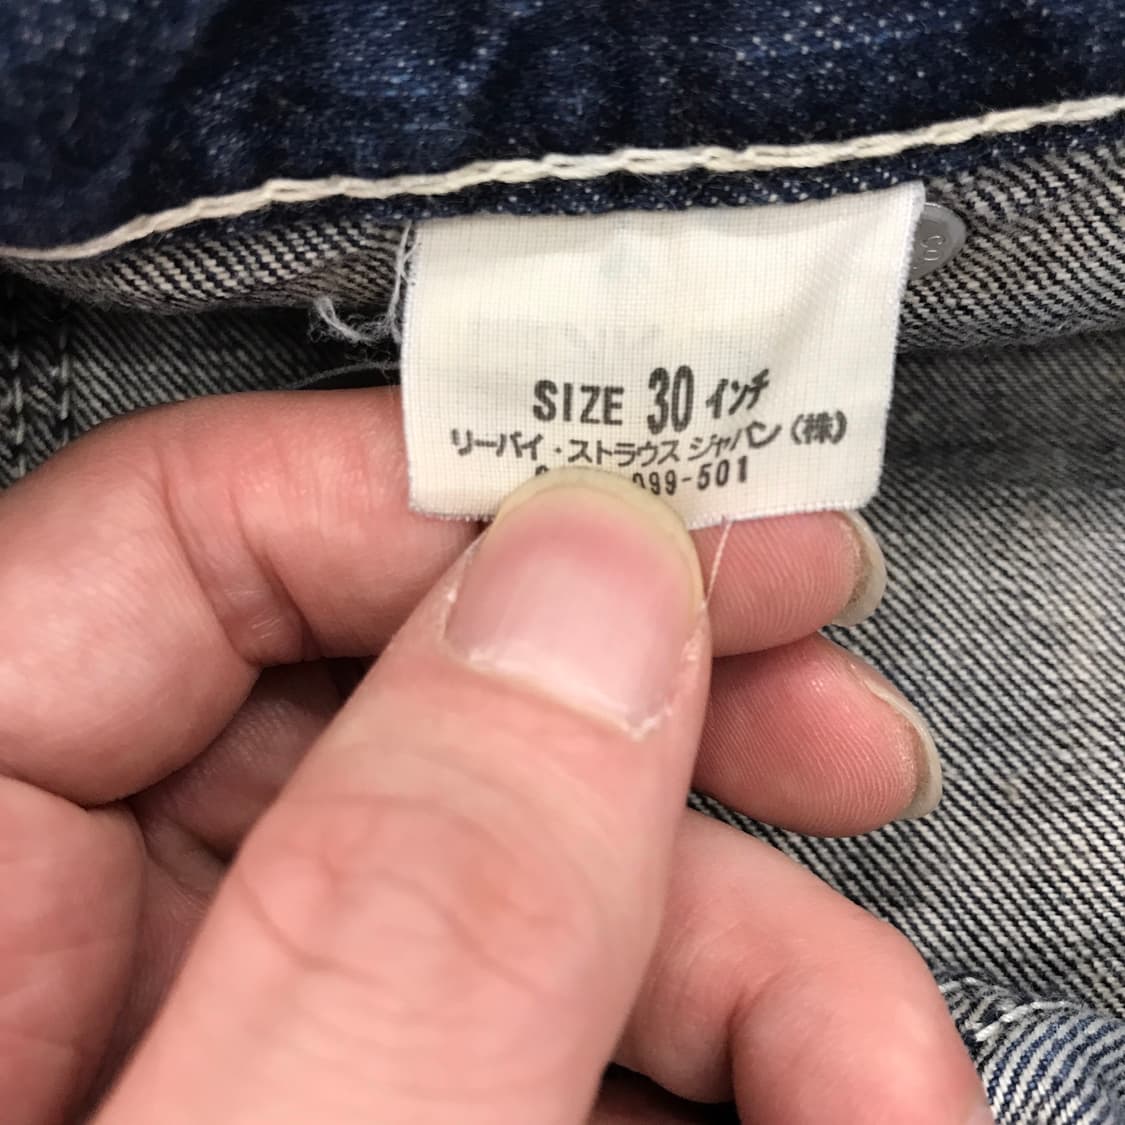 SIZE 30 インチ
リーバイ・ストラウス ジャパン(株)
099-501